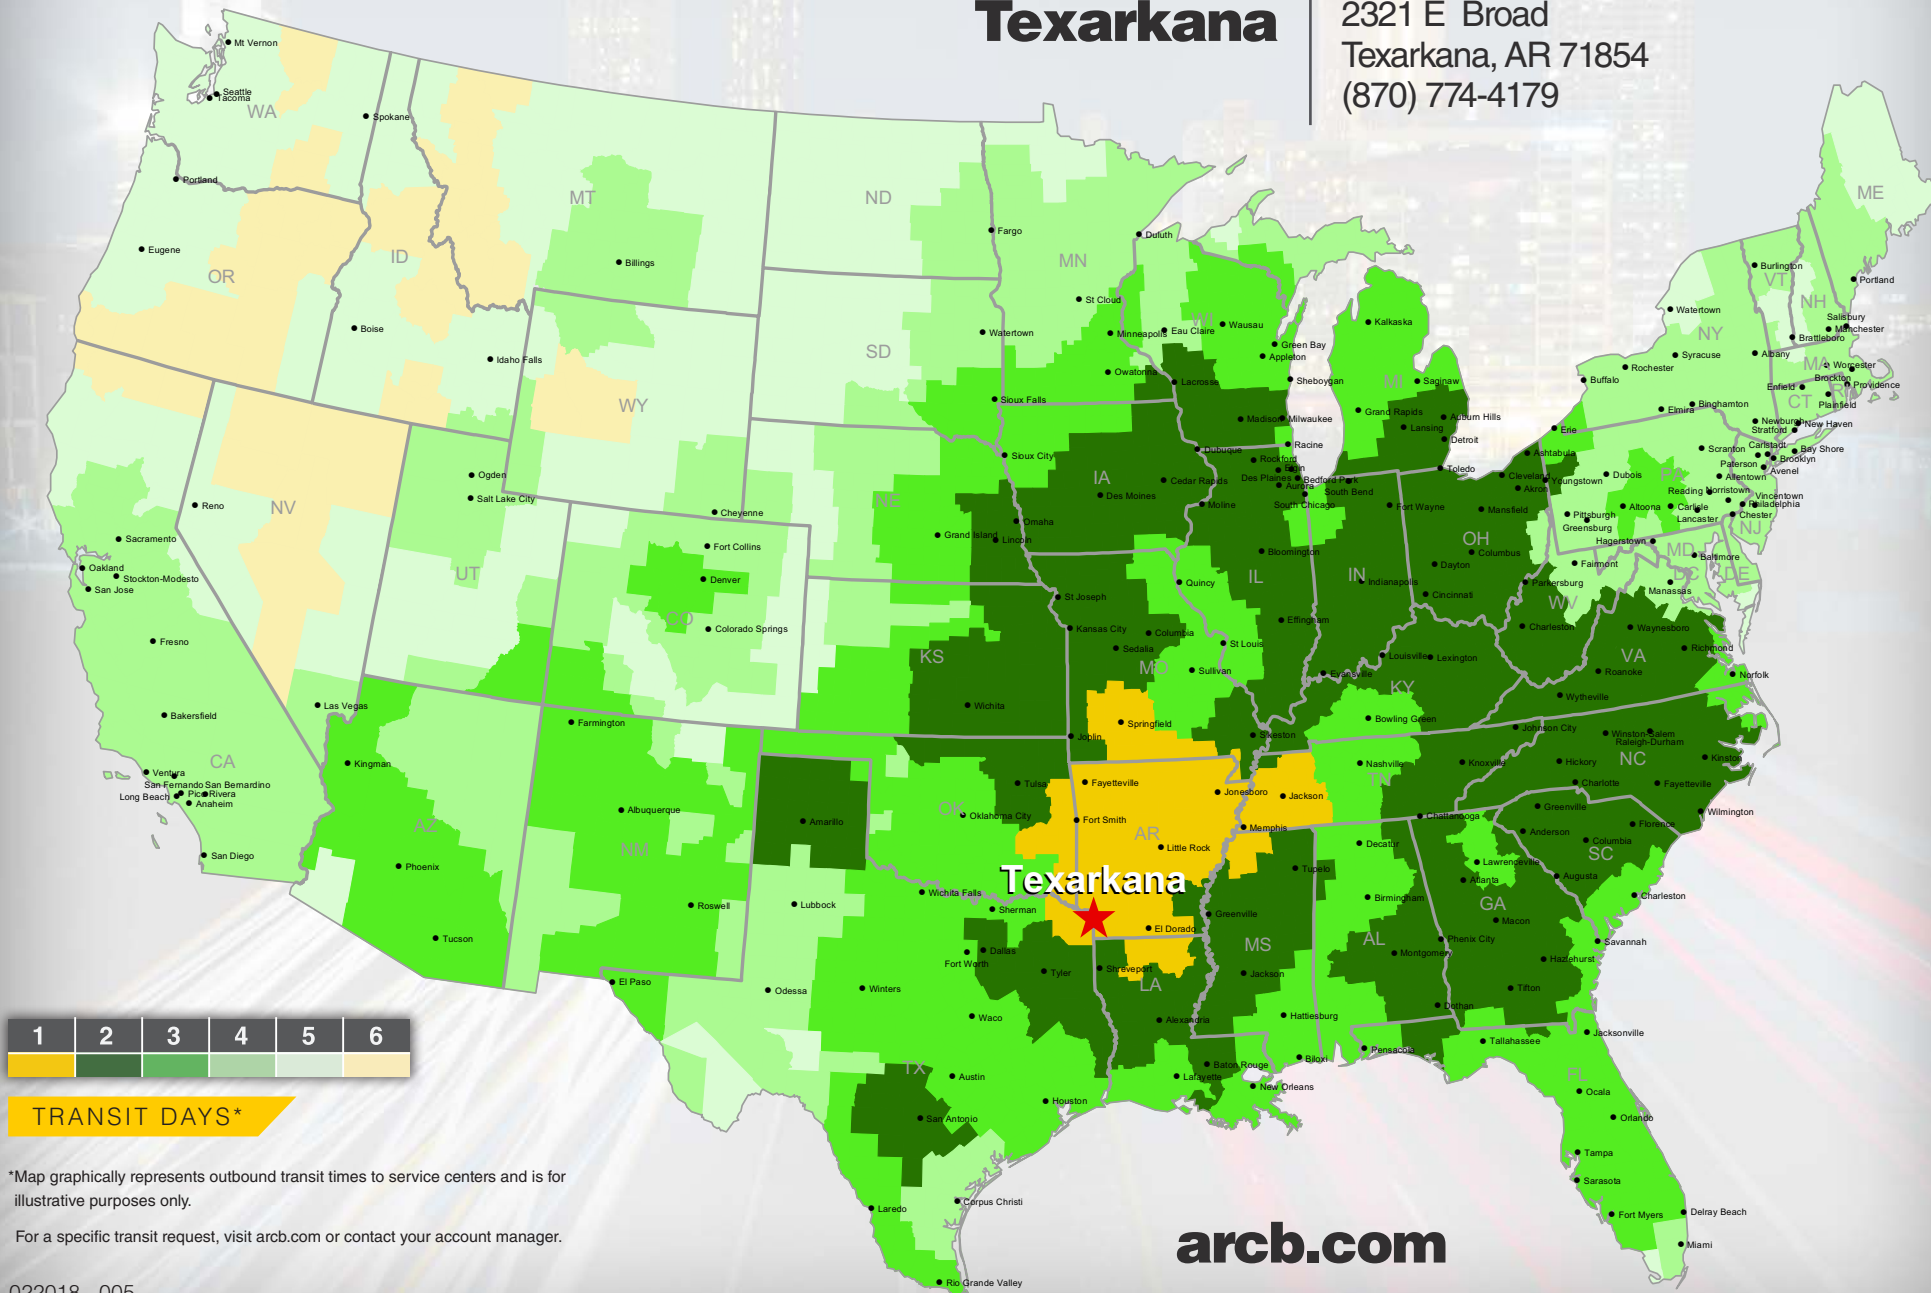 Texarkana
2321 E Broad
Texarkana, AR 71854
(870) 774-4179
Mt Vernon
Seattle
Tacoma
WA
Spokane
Portland
Eugene
OR
ID
Boise
Idaho Falls
MT
Billings
ND
Fargo
MN
Duluth
St Cloud
Minneapolis
Owatonna
Watertown
SD
Sioux Falls
WY
Cheyenne
Ogden
Salt Lake City
UT
Reno
NV
Las Vegas
Sacramento
Oakland
Stockton-Modesto
San Jose
Fresno
Bakersfield
CA
Ventura
San Fernando
San Bernardino
Long Beach
Pico Rivera
Anaheim
San Diego
Kingman
AZ
Phoenix
Tucson
Farmington
Albuquerque
NM
Roswell
El Paso
Fort Collins
Denver
CO
Colorado Springs
NE
Grand Island
Lincoln
Omaha
Sioux City
KS
Wichita
IA
Des Moines
Cedar Rapids
Dubuque
Moline
WI
Eau Claire
Wausau
Green Bay
Appleton
Sheboygan
Lacrosse
Madison
Milwaukee
Racine
Rockford
Elgin
Des Plaines
Bedford Park
Aurora
South Chicago
South Bend
Bloomington
IL
Quincy
Effingham
St Joseph
Kansas City
Columbia
Sedalia
MO
St Louis
Sullivan
Springfield
Joplin
Sikeston
MI
Kalkaska
Saginaw
Grand Rapids
Lansing
Auburn Hills
Detroit
Toledo
Fort Wayne
IN
Indianapolis
Evansville
OH
Cleveland
Ashtabula
Akron
Youngstown
Mansfield
Columbus
Dayton
Cincinnati
Louisville
Lexington
KY
Bowling Green
WV
Parkersburg
Charleston
Fairmont
PA
Erie
Dubois
Pittsburgh
Greensburg
Altoona
Carlisle
Reading
Norristown
Lancaster
Scranton
Allentown
Philadelphia
Vincentown
Chester
Hagerstown
MD
Baltimore
DC
DE
Manassas
NJ
NY
Buffalo
Rochester
Syracuse
Watertown
Elmira
Binghamton
Albany
Newburgh
Stratford
New Haven
Carlstadt
Bay Shore
Brooklyn
Paterson
Avenel
VT
Burlington
NH
Brattleboro
Manchester
Salisbury
ME
Portland
MA
Worcester
Brockton
Providence
Enfield
Plainfield
CT
RI
VA
Waynesboro
Richmond
Roanoke
Wytheville
Norfolk
Johnson City
Winston-Salem
Raleigh-Durham
NC
Hickory
Charlotte
Fayetteville
Kinston
Wilmington
Knoxville
Nashville
TN
Chattanooga
Jackson
Memphis
Greenville
Anderson
Columbia
Florence
SC
Charleston
Augusta
Lawrenceville
Atlanta
GA
Macon
Savannah
Hazlehurst
Tifton
Phenix City
Decatur
Birmingham
AL
Montgomery
Dothan
Tupelo
Greenville
MS
Jackson
Hattiesburg
Biloxi
Pensacola
Tallahassee
Jacksonville
FL
Ocala
Orlando
Tampa
Sarasota
Fort Myers
Delray Beach
Miami
Fayetteville
Jonesboro
Fort Smith
AR
Little Rock
Texarkana
El Dorado
Shreveport
LA
Alexandria
Baton Rouge
Lafayette
New Orleans
Tulsa
OK
Oklahoma City
Amarillo
Lubbock
Wichita Falls
Sherman
Dallas
Fort Worth
Tyler
Odessa
Winters
Waco
TX
Austin
Houston
San Antonio
Corpus Christi
Laredo
Rio Grande Valley
1 2 3 4 5 6
TRANSIT DAYS*
*Map graphically represents outbound transit times to service centers and is for
illustrative purposes only.
For a specific transit request, visit arcb.com or contact your account manager.
arcb.com